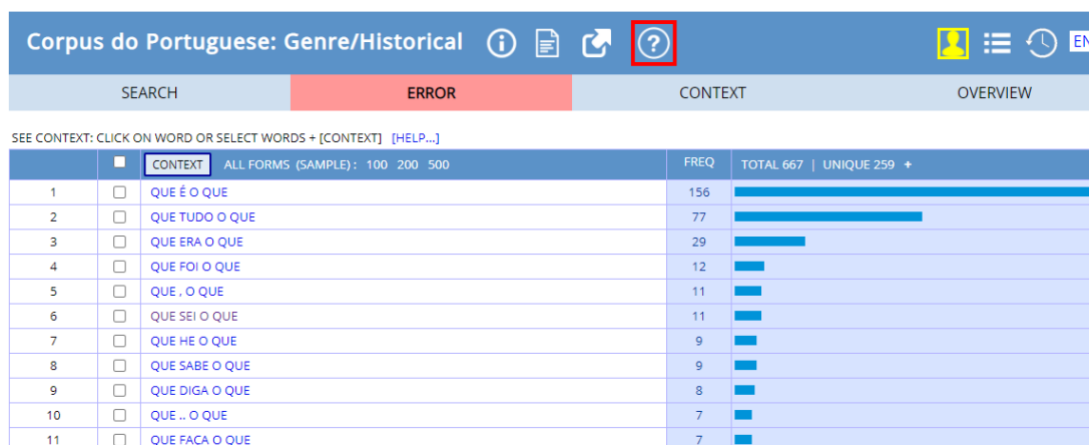 Corpus do Portuguese: Genre/Historical
SEARCH ERROR CONTEXT OVERVIEW
SEE CONTEXT: CLICK ON WORD OR SELECT WORDS + [CONTEXT] [HELP...]
CONTEXT ALL FORMS (SAMPLE): 100 200 500 FREQ TOTAL 667 | UNIQUE 259 +
1 QUE É O QUE 156
2 QUE TUDO O QUE 77
3 QUE ERA O QUE 29
4 QUE FOI O QUE 12
5 QUE , O QUE 11
6 QUE SEI O QUE 11
7 QUE HE O QUE 9
8 QUE SABE O QUE 9
9 QUE DIGA O QUE 8
10 QUE .. O QUE 7
11 QUE FAÇA O QUE 7